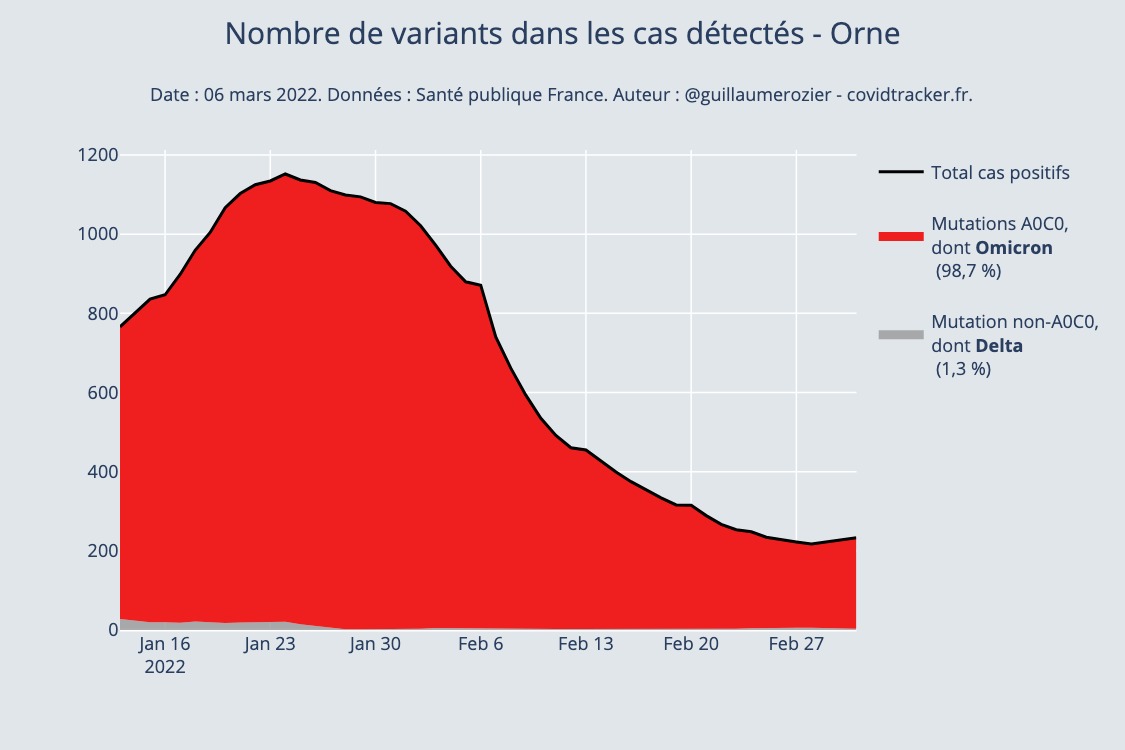 Nombre de variants dans les cas détectés - Orne
Date : 06 mars 2022. Données : Santé publique France. Auteur : @guillaumerozier - covidtracker.fr.
1200
1000
800
600
400
200
0
Jan 16
2022
Jan 23
Jan 30
Feb 6
Feb 13
Feb 20
Feb 27
Total cas positifs
Mutations A0C0,
dont Omicron
(98,7 %)
Mutation non-A0C0,
dont Delta
(1,3 %)